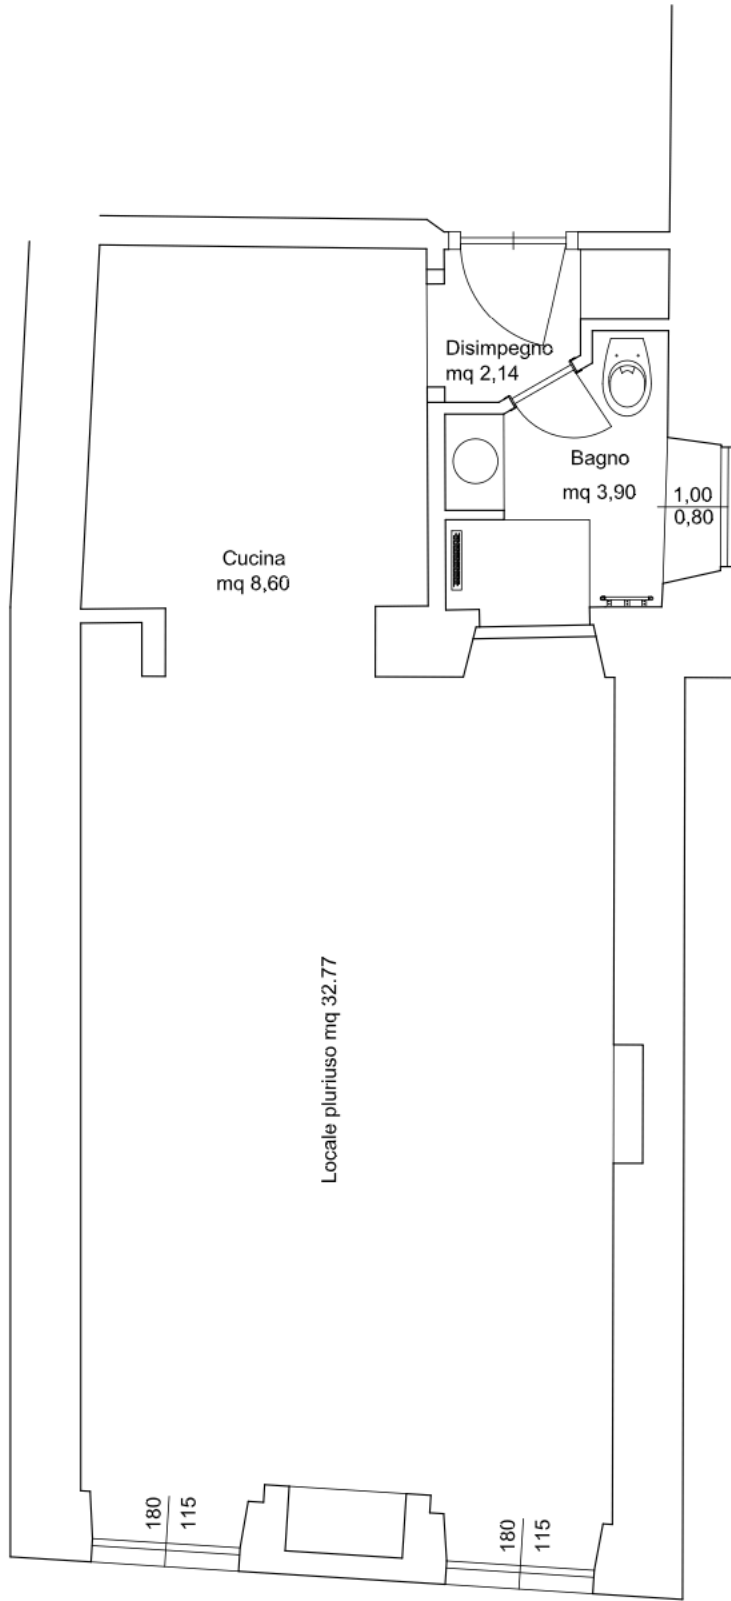 Disimpegno
mq 2,14
Bagno
mq 3,90
1,00
0,80
Cucina
mq 8,60
Locale pluriuso mq 32.77
180
115
180
115